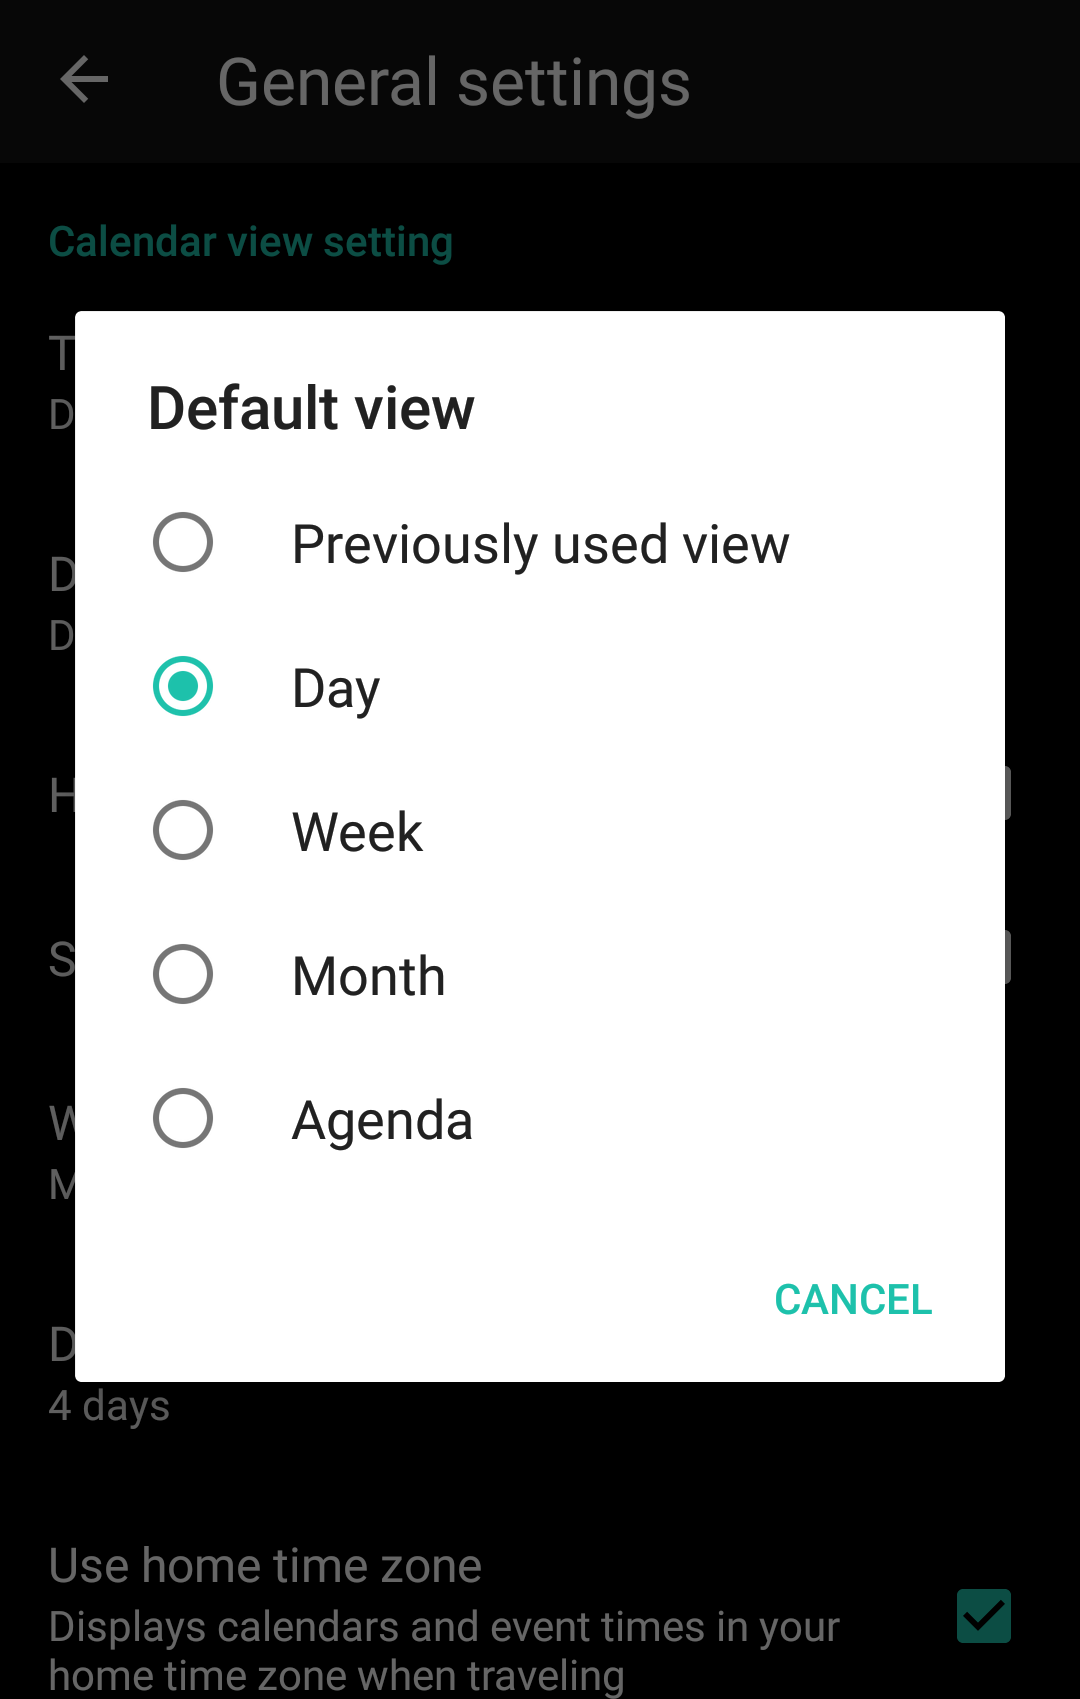 General settings
Calendar view setting
Default view
Previously used view
Day
Week
Month
Agenda
CANCEL
4 days
Use home time zone
Displays calendars and event times in your
home time zone when traveling